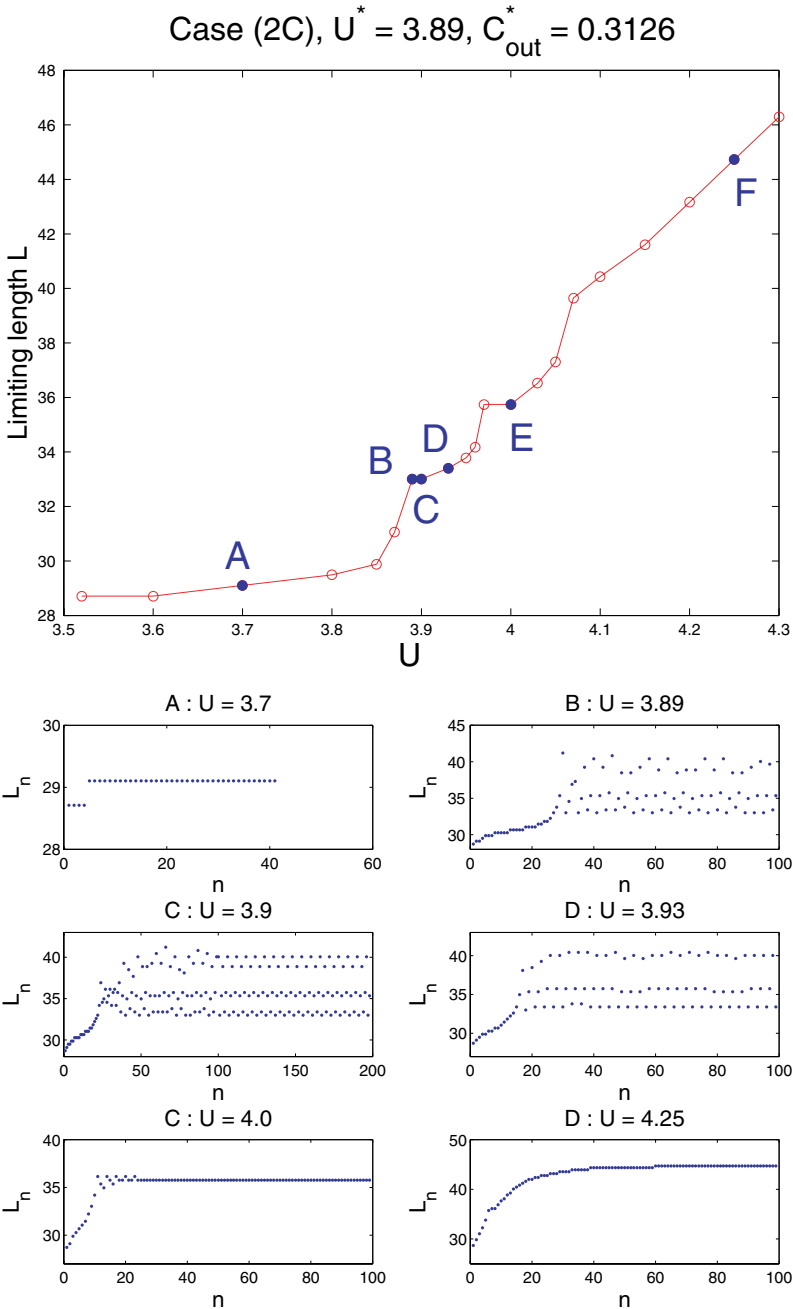 Case (2C), U* = 3.89, C*out = 0.3126
48
46
44
42
40
38
36
34
32
30
28
Limiting length L
A
B
C
D
E
F
3.5 3.6 3.7 3.8 3.9 4 4.1 4.2 4.3
U
A : U = 3.7
30
29
28
Ln
0 20 40 60
n
B : U = 3.89
45
40
35
30
Ln
0 20 40 60 80 100
n
C : U = 3.9
40
35
30
Ln
0 50 100 150 200
n
D : U = 3.93
40
35
30
Ln
0 20 40 60 80 100
n
C : U = 4.0
40
35
30
Ln
0 20 40 60 80 100
n
D : U = 4.25
50
40
30
Ln
0 20 40 60 80 100
n